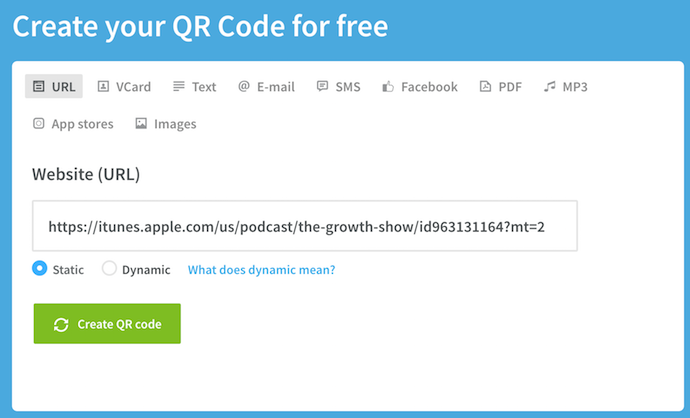 Create your QR Code for free
URL VCard Text E-mail SMS Facebook PDF MP3
App stores Images
Website (URL)
https://itunes.apple.com/us/podcast/the-growth-show/id963131164?mt=2
Static Dynamic What does dynamic mean?
Create QR code